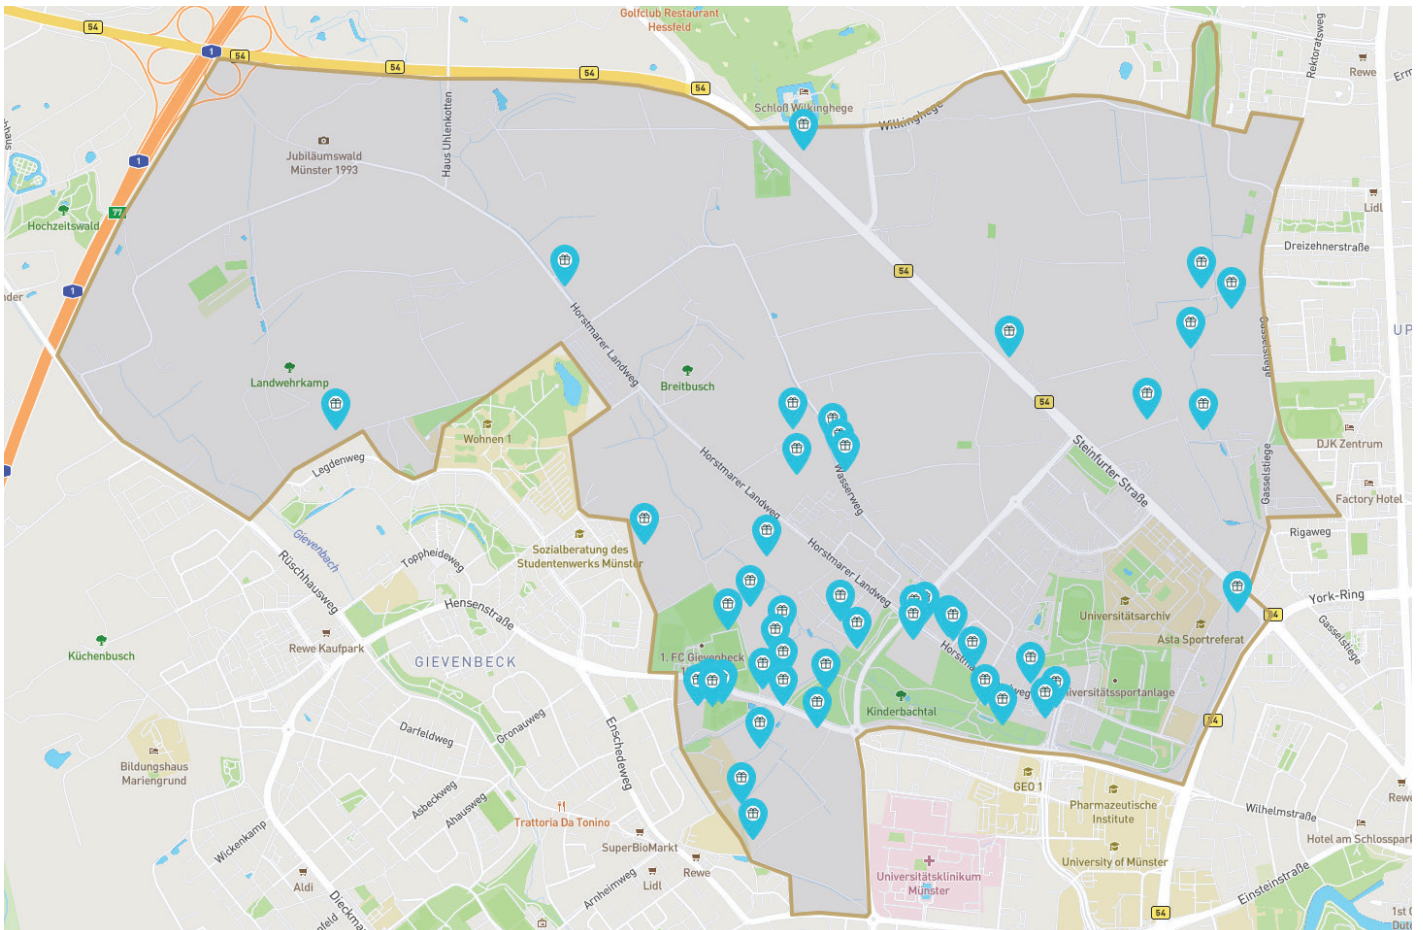 Golfclub Restaurant
Hessfeld
54
1
54
54
54
54
Rektoratsweg
Rewe
Schloß Wilkinghege
Wilkinghege
Haus Uhlenkotten
Jubiläumswald
Münster 1993
1
77
Hochzeitswald
Lidl
Dreizehnerstraße
54
1
Horstmarer Landweg
Landwehrkamp
Breitbusch
54
Wohnen 1
Steinfurter Straße
DJK Zentrum
Legdenweg
Horstmarer Landweg
Wasserweg
Gasselstiege
Factory Hotel
Gievenbach
Rigaweg
Sozialberatung des
Studentenwerks Münster
Toppheideweg
Rüschhausweg
Horstmarer Landweg
Hensenstraße
York-Ring
Universitätsarchiv
Asta Sportreferat
Gasselstiege
Rewe Kaufpark
Küchenbusch
GIEVENBECK
1. FC Gievenbeck
Kinderbachtal
54
Gronauweg
Darfeldweg
Enschedeweg
Bildungshaus
Mariengrund
GEO 1
Pharmazeutische
Institute
Asbeckweg
Ahausweg
Wilhelmstraße
Trattoria Da Tonino
Wickenkamp
SuperBioMarkt
Rewe
Hotel am Schlosspark
University of Münster
Universitätsklinikum
Münster
Aldi
Lidl
Arnheimweg
Einsteinstraße
54